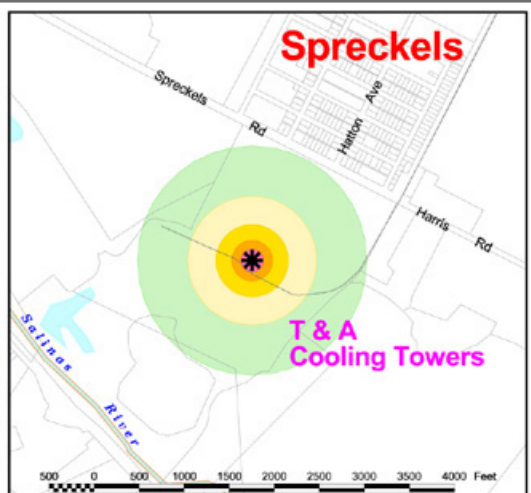 Spreckels
Spreckels Rd
Hatton Ave
Harris Rd
T & A
Cooling Towers
Salinas River
500 0 500 1000 1500 2000 2500 3000 3500 4000 Feet